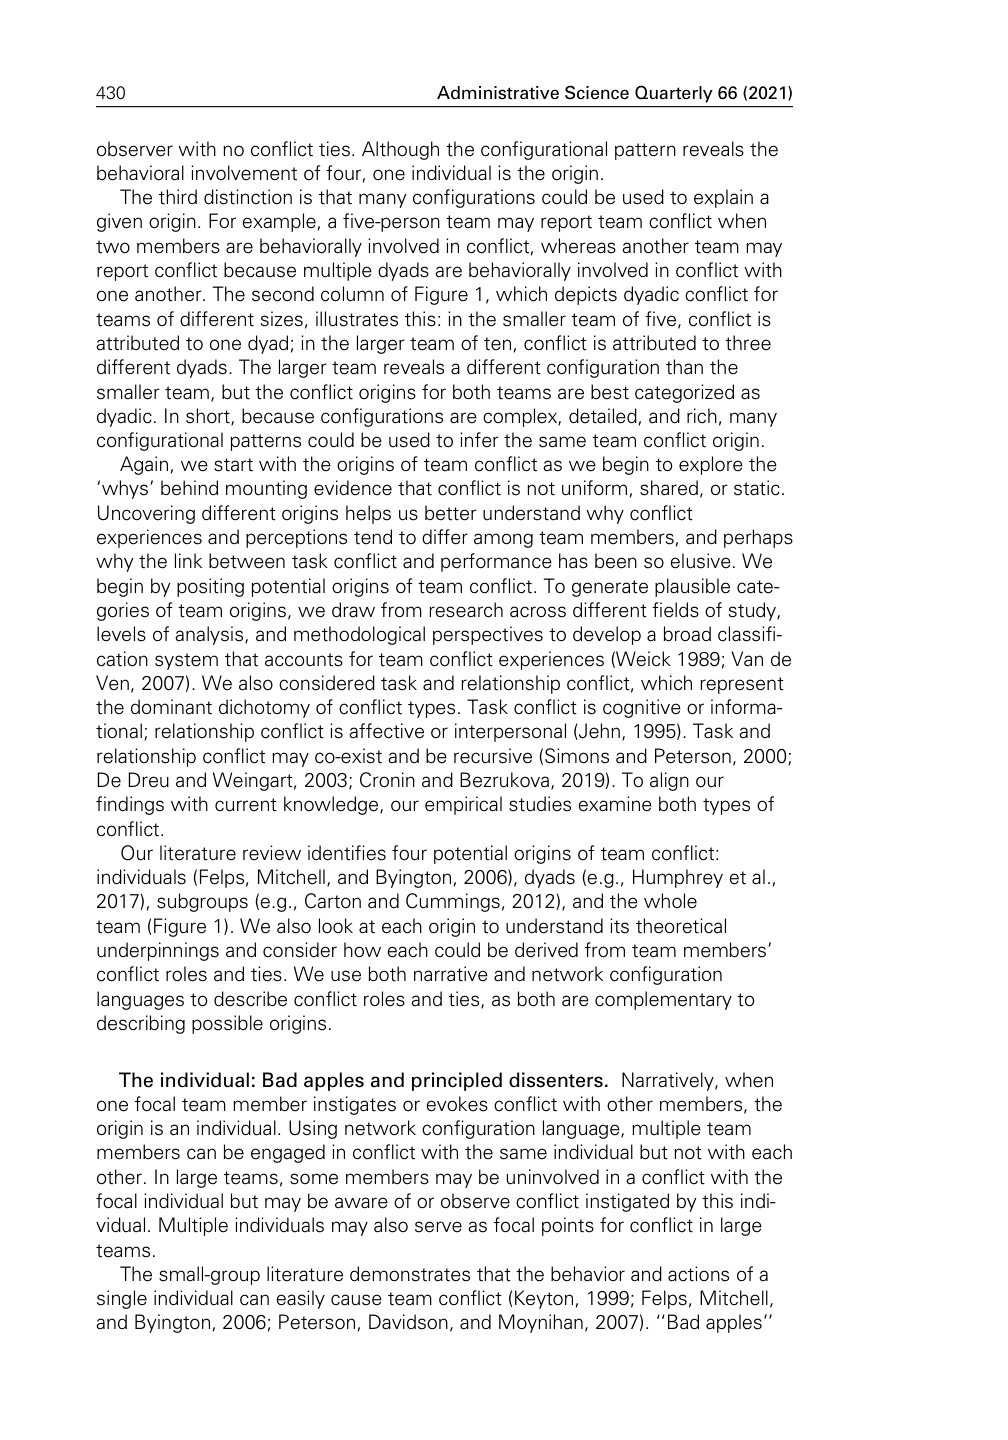 430
Administrative Science Quarterly 66 (2021)
observer with no conflict ties. Although the configurational pattern reveals the
behavioral involvement of four, one individual is the origin.
The third distinction is that many configurations could be used to explain a
given origin. For example, a five-person team may report team conflict when
two members are behaviorally involved in conflict, whereas another team may
report conflict because multiple dyads are behaviorally involved in conflict with
one another. The second column of Figure 1, which depicts dyadic conflict for
teams of different sizes, illustrates this: in the smaller team of five, conflict is
attributed to one dyad; in the larger team of ten, conflict is attributed to three
different dyads. The larger team reveals a different configuration than the
smaller team, but the conflict origins for both teams are best categorized as
dyadic. In short, because configurations are complex, detailed, and rich, many
configurational patterns could be used to infer the same team conflict origin.
Again, we start with the origins of team conflict as we begin to explore the
‘whys’ behind mounting evidence that conflict is not uniform, shared, or static.
Uncovering different origins helps us better understand why conflict
experiences and perceptions tend to differ among team members, and perhaps
why the link between task conflict and performance has been so elusive. We
begin by positing potential origins of team conflict. To generate plausible cate-
gories of team origins, we draw from research across different fields of study,
levels of analysis, and methodological perspectives to develop a broad classifi-
cation system that accounts for team conflict experiences (Weick 1989; Van de
Ven, 2007). We also considered task and relationship conflict, which represent
the dominant dichotomy of conflict types. Task conflict is cognitive or informa-
tional; relationship conflict is affective or interpersonal (Jehn, 1995). Task and
relationship conflict may co-exist and be recursive (Simons and Peterson, 2000;
De Dreu and Weingart, 2003; Cronin and Bezrukova, 2019). To align our
findings with current knowledge, our empirical studies examine both types of
conflict.
Our literature review identifies four potential origins of team conflict:
individuals (Felps, Mitchell, and Byington, 2006), dyads (e.g., Humphrey et al.,
2017), subgroups (e.g., Carton and Cummings, 2012), and the whole
team (Figure 1). We also look at each origin to understand its theoretical
underpinnings and consider how each could be derived from team members’
conflict roles and ties. We use both narrative and network configuration
languages to describe conflict roles and ties, as both are complementary to
describing possible origins.
The individual: Bad apples and principled dissenters. Narratively, when
one focal team member instigates or evokes conflict with other members, the
origin is an individual. Using network configuration language, multiple team
members can be engaged in conflict with the same individual but not with each
other. In large teams, some members may be uninvolved in a conflict with the
focal individual but may be aware of or observe conflict instigated by this indi-
vidual. Multiple individuals may also serve as focal points for conflict in large
teams.
The small-group literature demonstrates that the behavior and actions of a
single individual can easily cause team conflict (Keyton, 1999; Felps, Mitchell,
and Byington, 2006; Peterson, Davidson, and Moynihan, 2007). ‘‘Bad apples’’